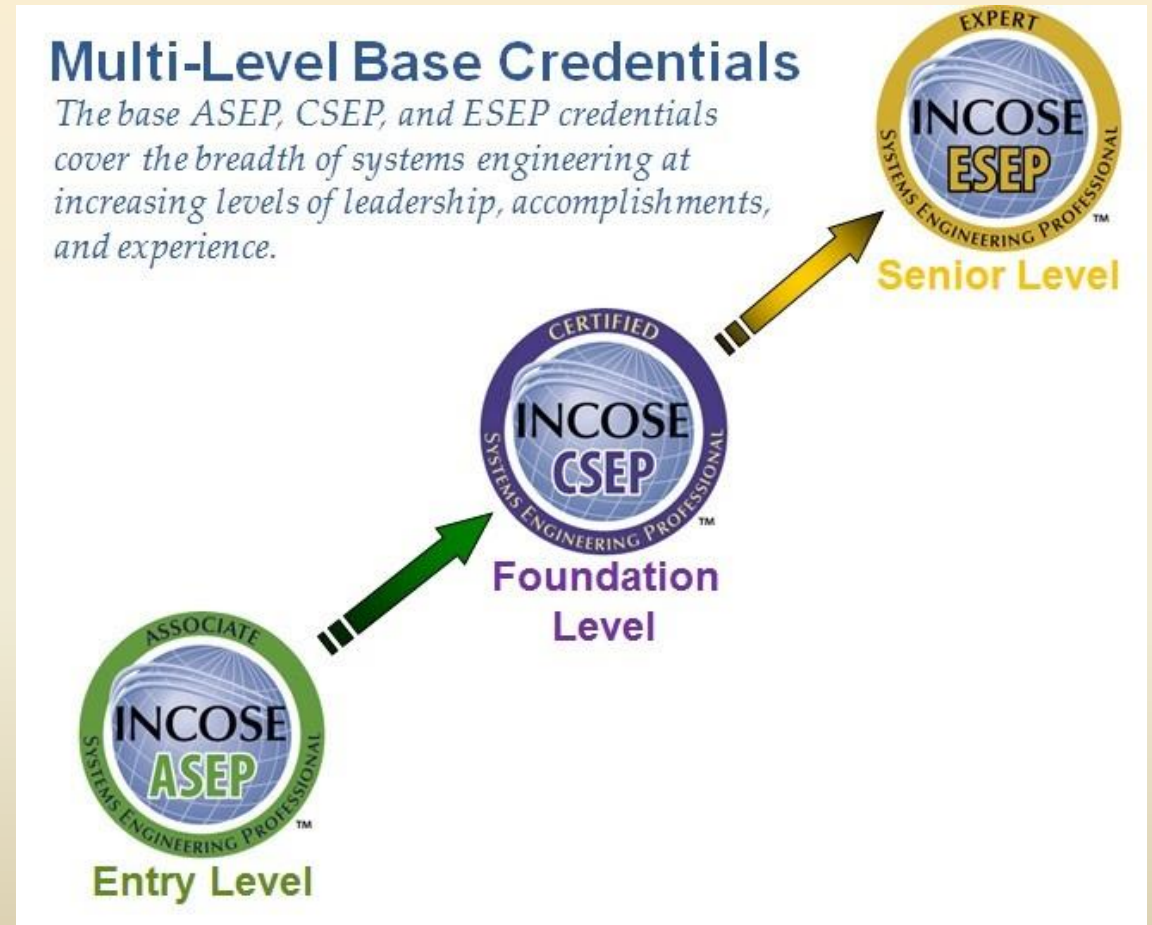 Multi-Level Base Credentials
The base ASEP, CSEP, and ESEP credentials
cover the breadth of systems engineering at
increasing levels of leadership, accomplishments,
and experience.
EXPERT
INCOSE
ESEP
SYSTEMS ENGINEERING PROFESSIONAL
TM
Senior Level
CERTIFIED
INCOSE
CSEP
SYSTEMS ENGINEERING PROFESSIONAL
TM
Foundation
Level
ASSOCIATE
INCOSE
ASEP
SYSTEMS ENGINEERING PROFESSIONAL
TM
Entry Level